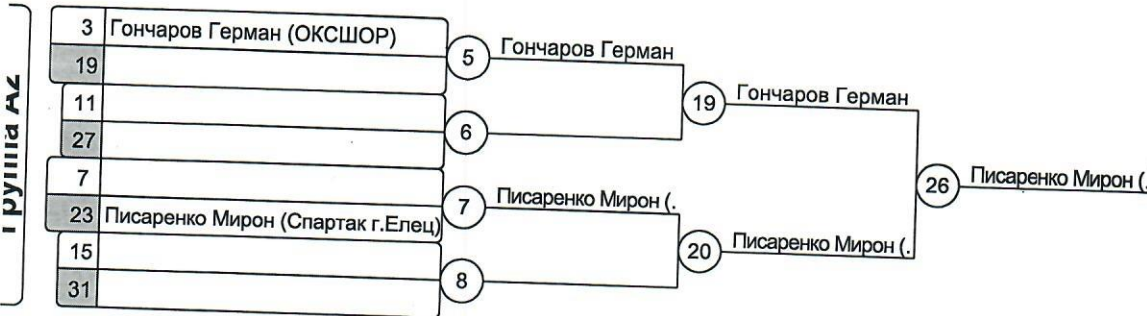 Группа А2
3 Гончаров Герман (ОКСШОР)
19
11
27
7
23 Писаренко Мирон (Спартак г.Елец)
15
31
5 Гончаров Герман
6
7 Писаренко Мирон (.
8
19 Гончаров Герман
20 Писаренко Мирон (.
26 Писаренко Мирон (.